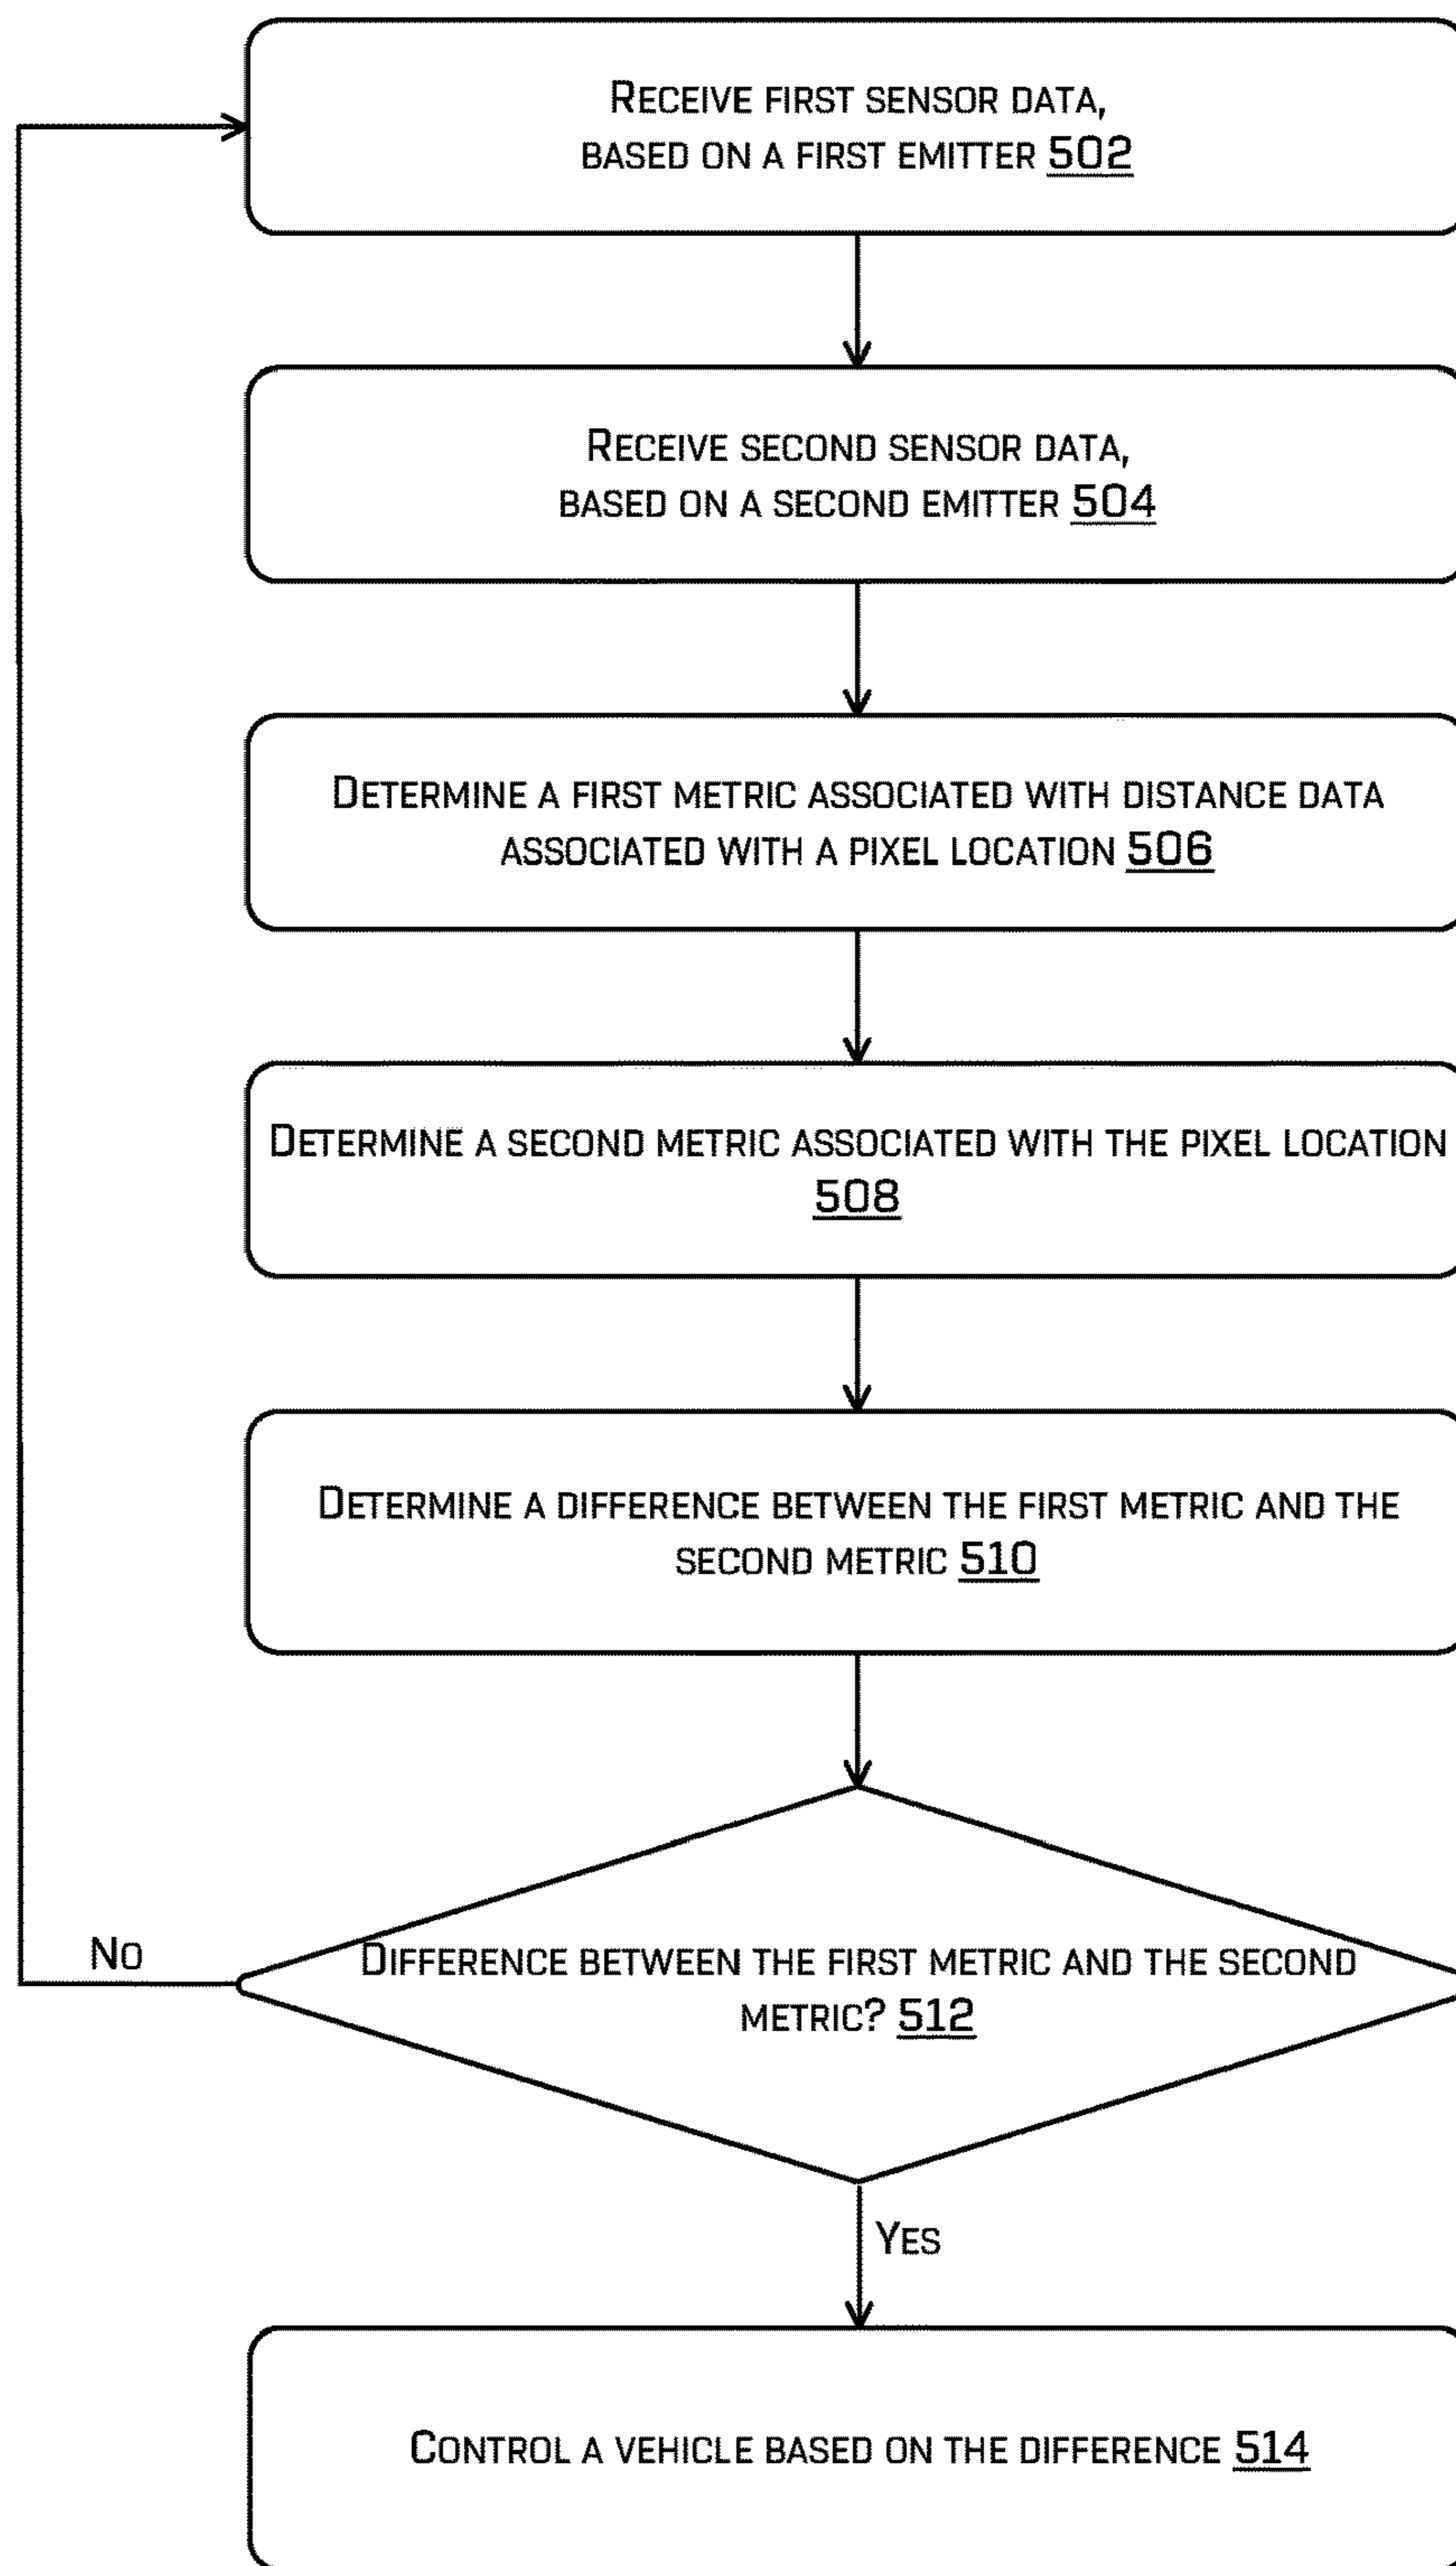 Receive first sensor data,
based on a first emitter 502
Receive second sensor data,
based on a second emitter 504
Determine a first metric associated with distance data
associated with a pixel location 506
Determine a second metric associated with the pixel location
508
Determine a difference between the first metric and the
second metric 510
Difference between the first metric and the second
metric? 512
No
Yes
Control a vehicle based on the difference 514